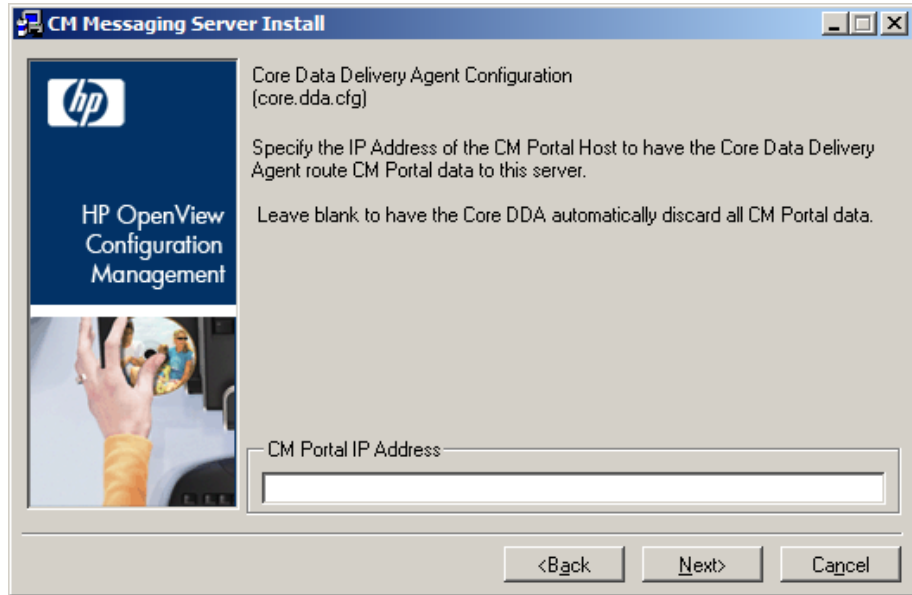 CM Messaging Server Install
hp
HP OpenView
Configuration
Management
Core Data Delivery Agent Configuration
(core.dda.cfg)
Specify the IP Address of the CM Portal Host to have the Core Data Delivery
Agent route CM Portal data to this server.
Leave blank to have the Core DDA automatically discard all CM Portal data.
CM Portal IP Address
<Back
Next>
Cancel